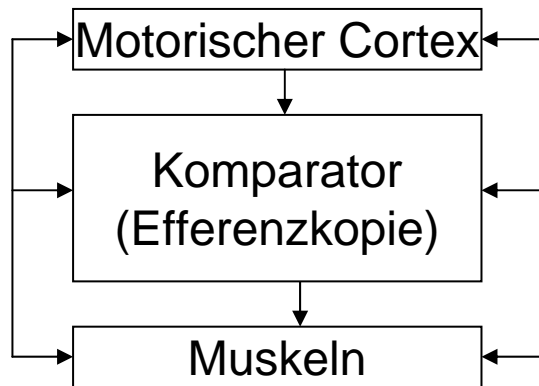 Motorischer Cortex
Komparator
(Efferenzkopie)
Muskeln